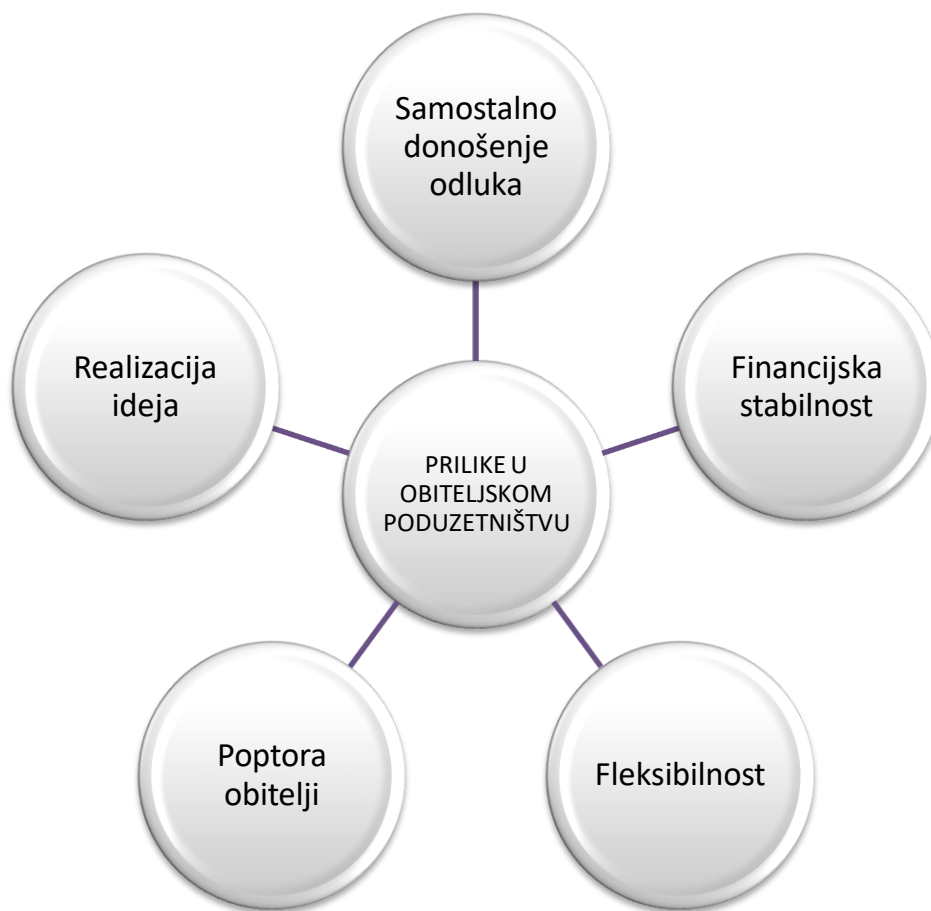 Samostalno
donošenje
odluka
Realizacija
ideja
Financijska
stabilnost
PRILIKE U
OBITELJSKOM
PODUZETNIŠTVU
Poptora
obitelji
Fleksibilnost